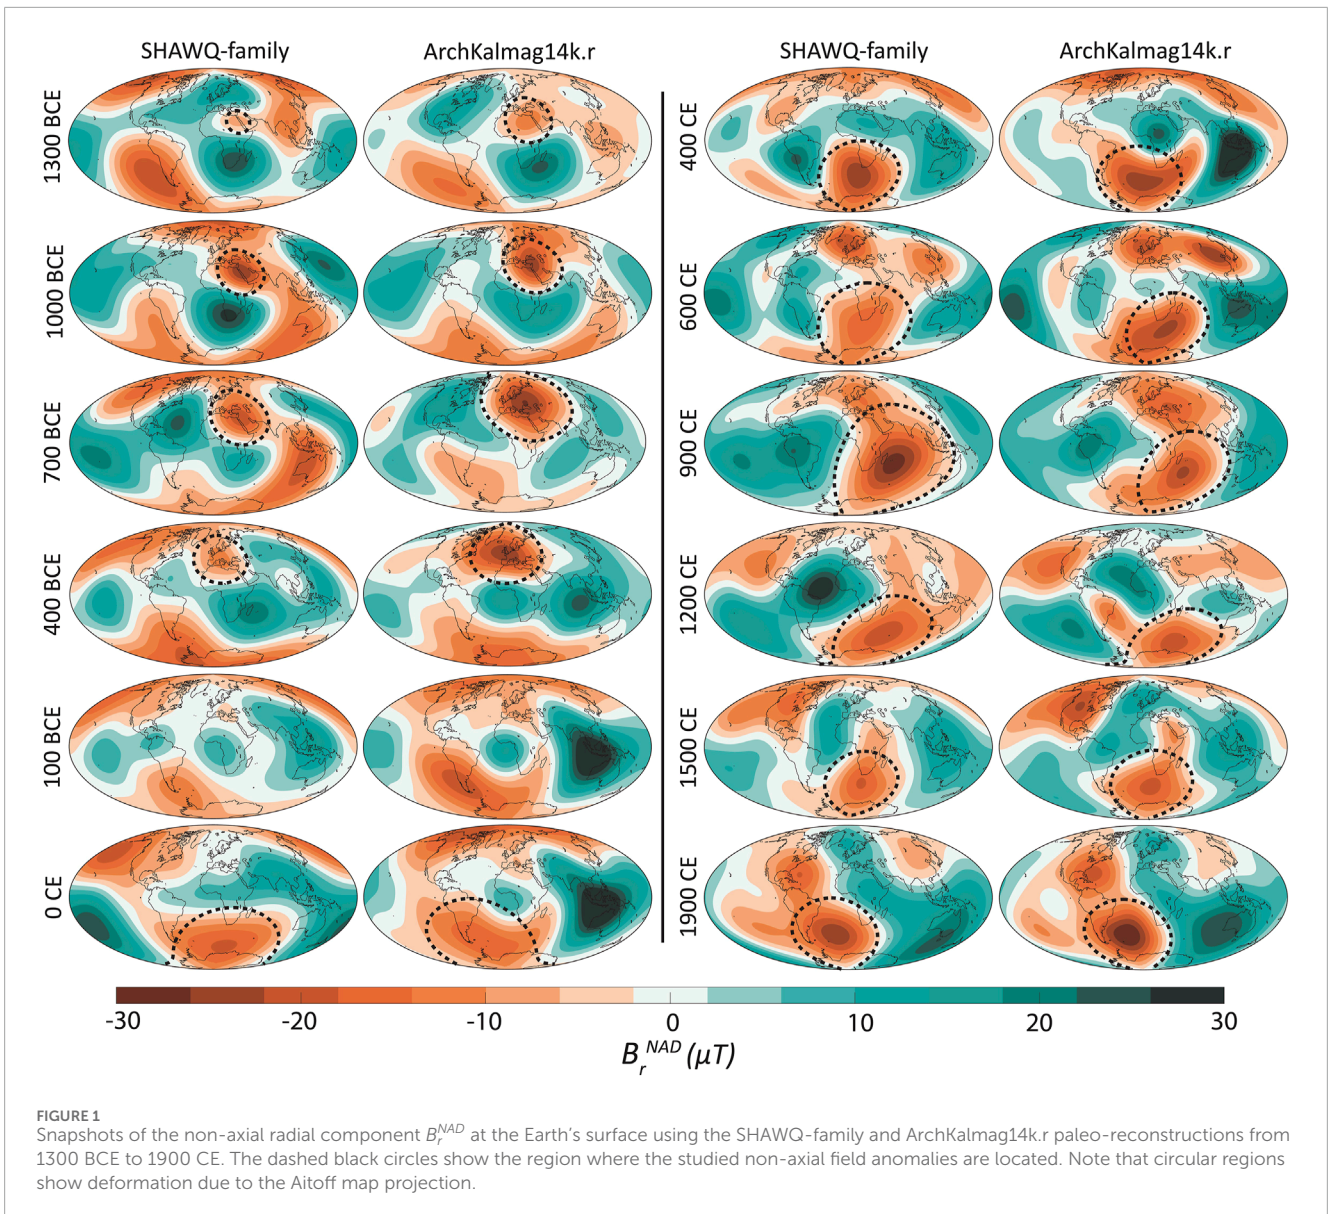 SHAWQ-family
ArchKalmag14k.r
SHAWQ-family
ArchKalmag14k.r
1300 BCE
1000 BCE
700 BCE
400 BCE
100 BCE
0 CE
400 CE
600 CE
900 CE
1200 CE
1500 CE
1900 CE
-30 -20 -10 0 10 20 30
B_r^NAD (μT)
FIGURE 1
Snapshots of the non-axial radial component B_r^NAD at the Earth's surface using the SHAWQ-family and ArchKalmag14k.r paleo-reconstructions from
1300 BCE to 1900 CE. The dashed black circles show the region where the studied non-axial field anomalies are located. Note that circular regions
show deformation due to the Aitoff map projection.